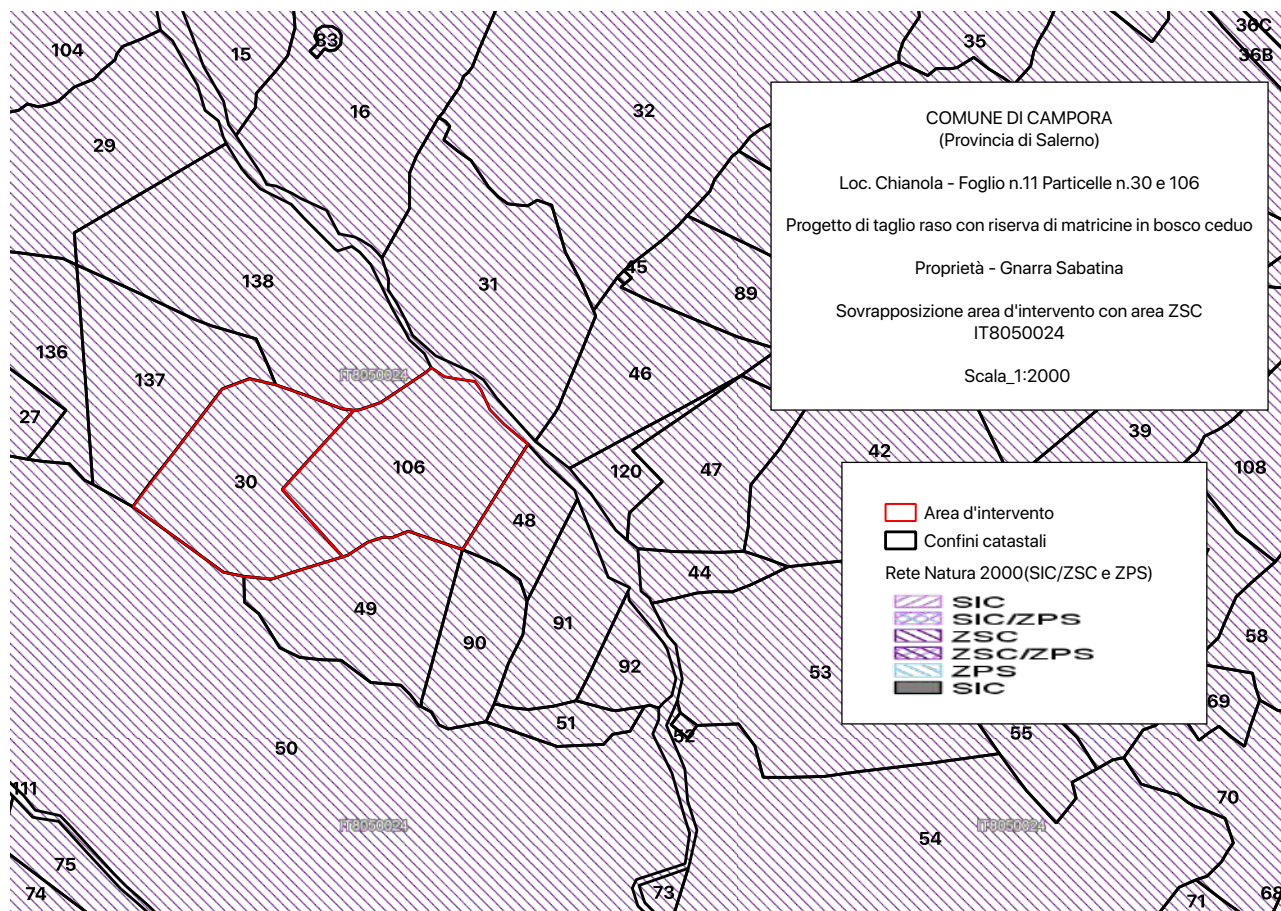 COMUNE DI CAMPORA
(Provincia di Salerno)
Loc. Chianola - Foglio n.11 Particelle n.30 e 106
Progetto di taglio raso con riserva di matricine in bosco ceduo
Proprietà - Gnarra Sabatina
Sovrapposizione area d'intervento con area ZSC
IT8050024
Scala_1:2000
Area d'intervento
Confini catastali
Rete Natura 2000(SIC/ZSC e ZPS)
SIC
SIC/ZPS
ZSC
ZSC/ZPS
ZPS
SIC
104
15
83
16
32
35
36C
36B
29
138
31
45
89
136
137
IT8050024
46
27
30
106
120
47
42
39
108
48
44
49
90
91
92
53
58
69
51
52
55
50
111
IT8050024
IT8050024
54
70
75
74
73
71
68